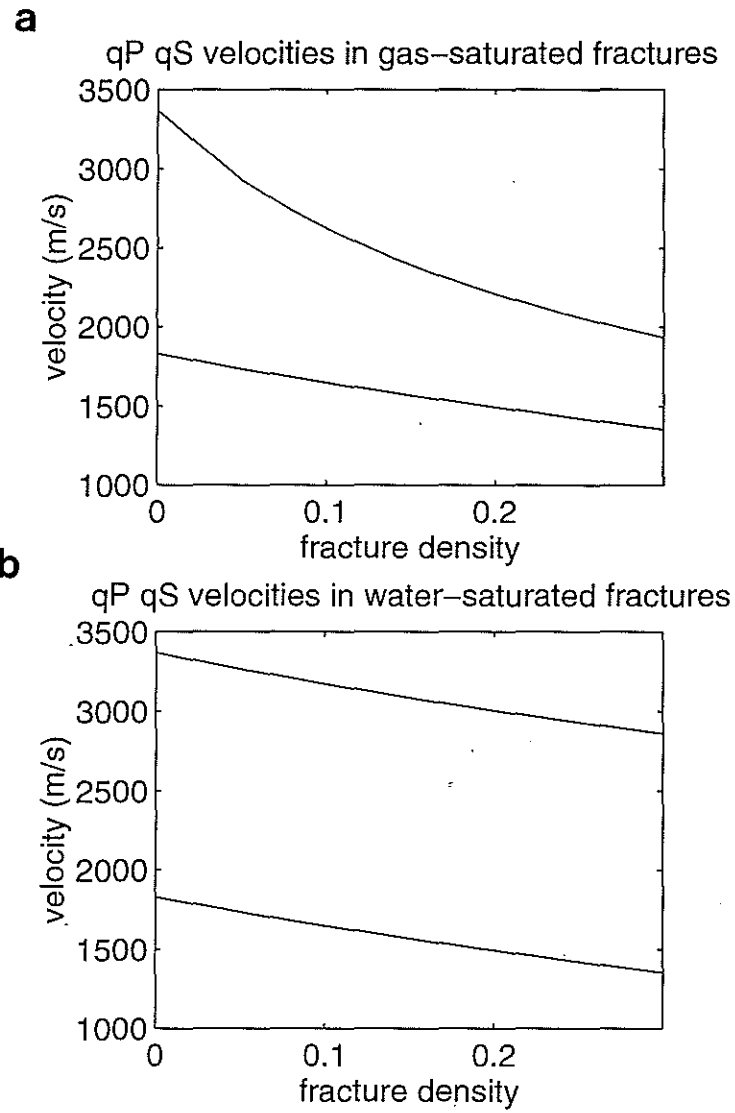 a
qP qS velocities in gas–saturated fractures
3500
3000
2500
2000
1500
1000
velocity (m/s)
0
0.1
0.2
fracture density
b
qP qS velocities in water–saturated fractures
3500
3000
2500
2000
1500
1000
velocity (m/s)
0
0.1
0.2
fracture density